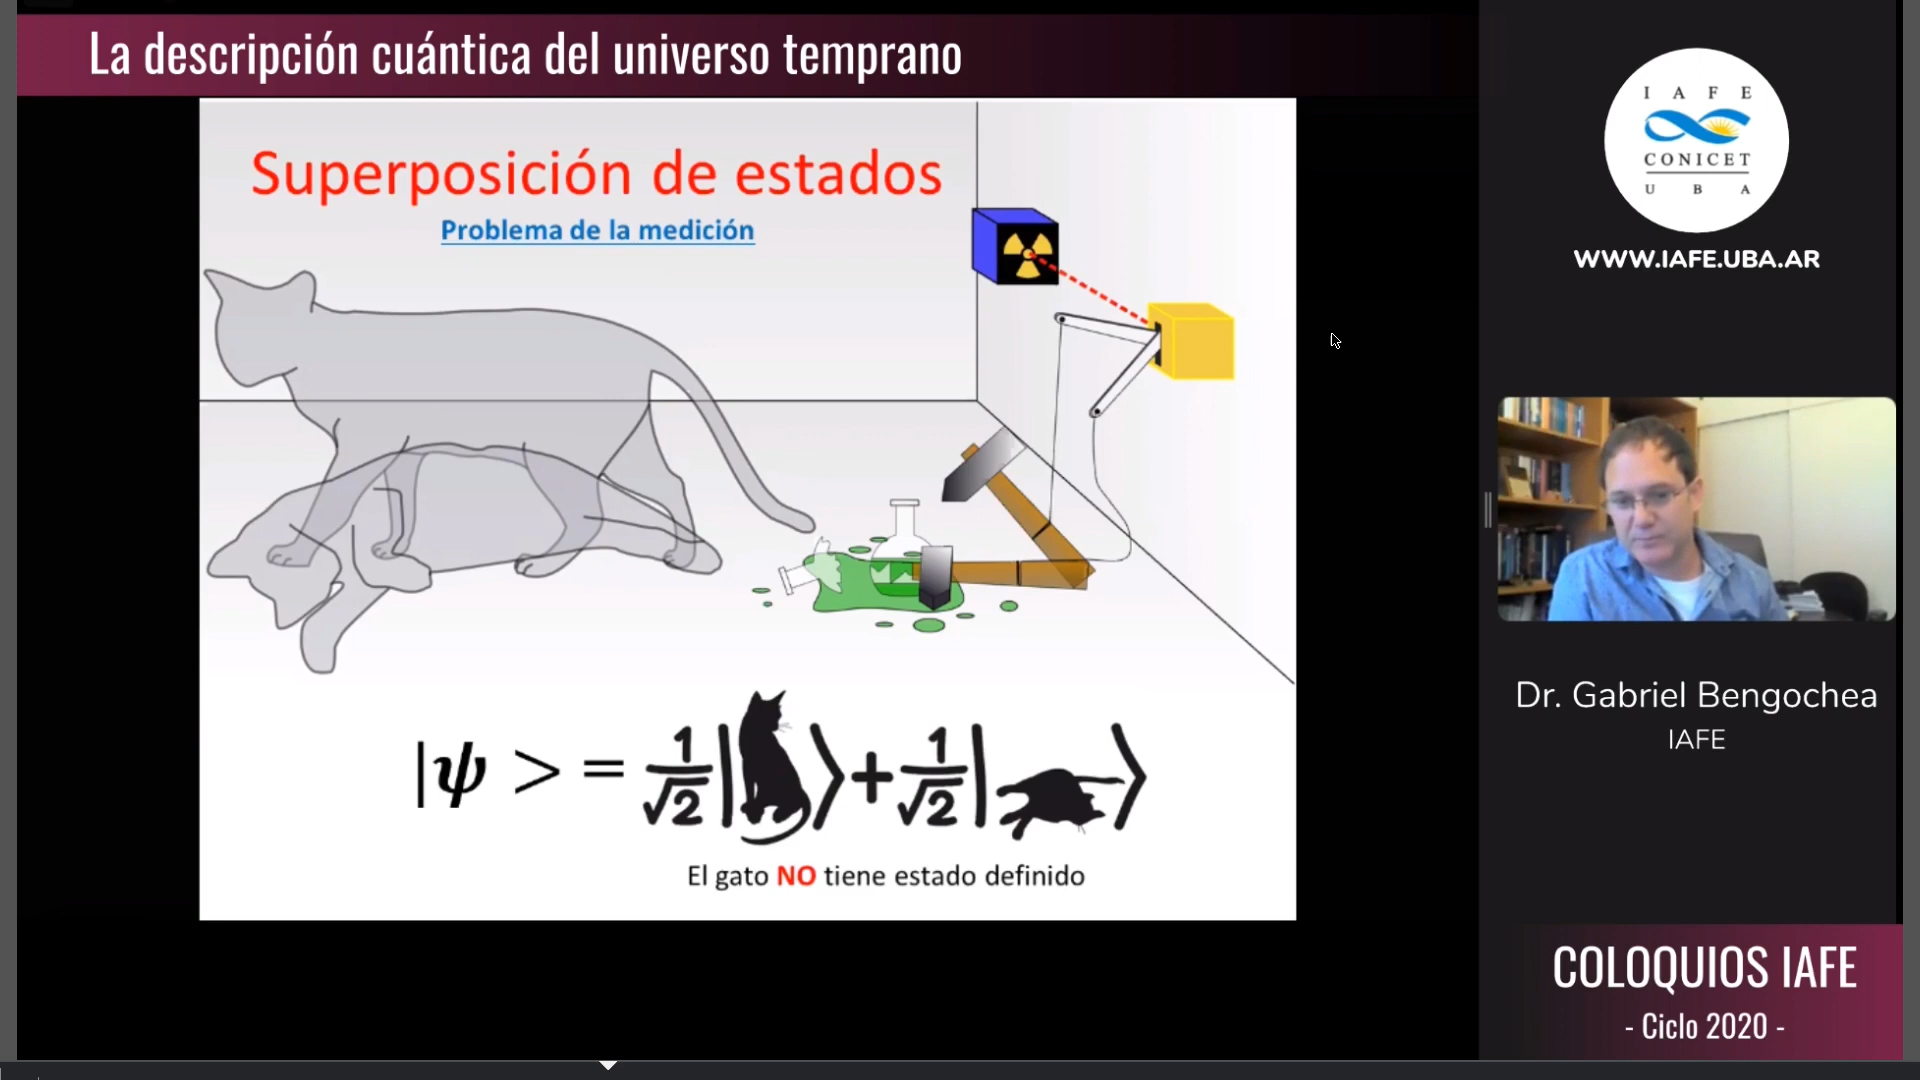 La descripción cuántica del universo temprano
Superposición de estados
Problema de la medición
|ψ > = 1/√2 | ⟩ + 1/√2 | ⟩
El gato NO tiene estado definido
I A F E
CONICET
U B A
WWW.IAFE.UBA.AR
Dr. Gabriel Bengochea
IAFE
COLOQUIOS IAFE
- Ciclo 2020 -